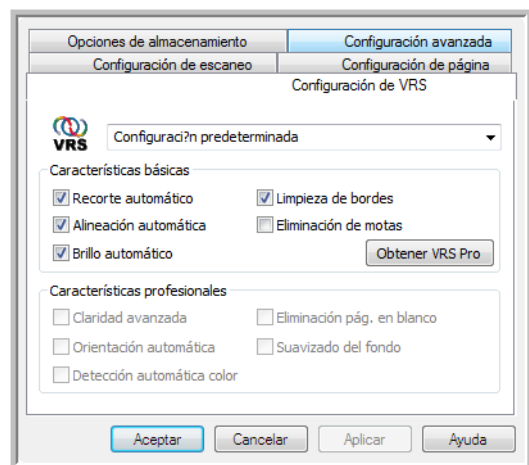 Opciones de almacenamiento Configuración avanzada
Configuración de escaneo Configuración de página
Configuración de VRS
VRS Configuraci?n predeterminada
Características básicas
Recorte automático Limpieza de bordes
Alineación automática Eliminación de motas
Brillo automático Obtener VRS Pro
Características profesionales
Claridad avanzada Eliminación pág. en blanco
Orientación automática Suavizado del fondo
Detección automática color
Aceptar Cancelar Aplicar Ayuda